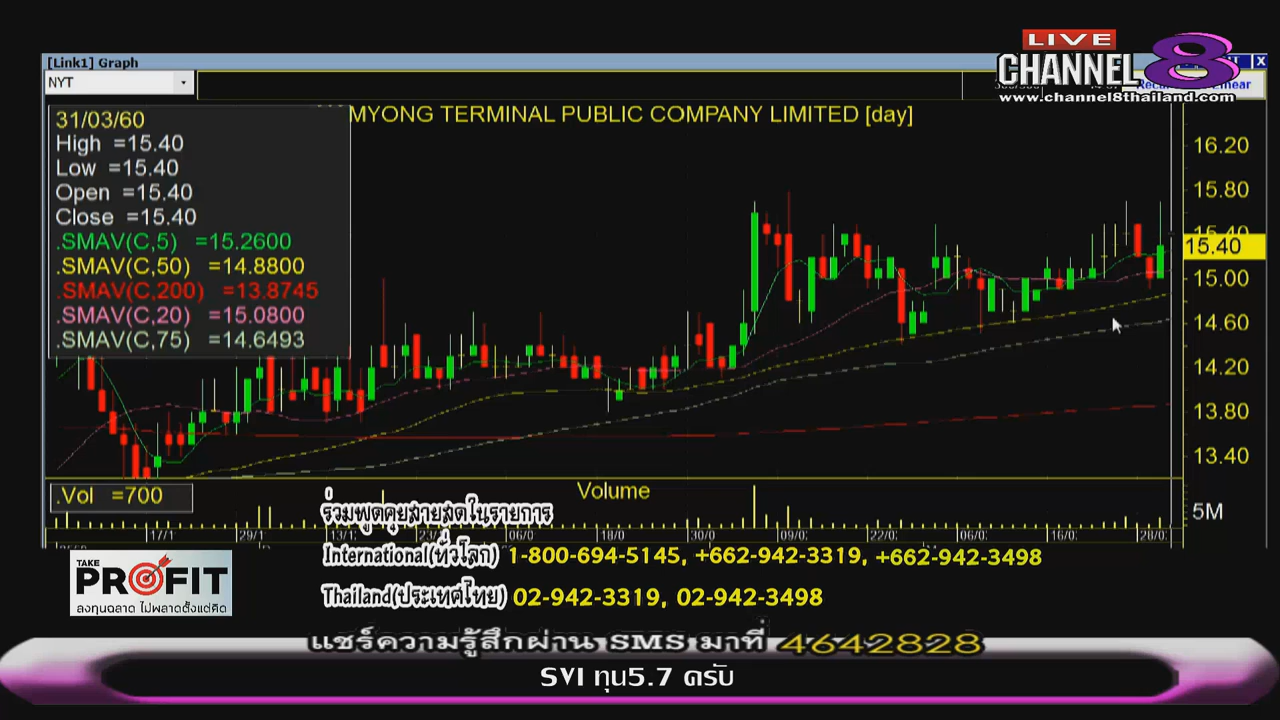 LIVE
CHANNEL 8
www.channel8thailand.com
[Link1] Graph
NYT
31/03/60
High =15.40
Low =15.40
Open =15.40
Close =15.40
.SMAV(C,5) =15.2600
.SMAV(C,50) =14.8800
.SMAV(C,200) =13.8745
.SMAV(C,20) =15.0800
.SMAV(C,75) =14.6493
MYONG TERMINAL PUBLIC COMPANY LIMITED [day]
16.20
15.80
15.40
15.00
14.60
14.20
13.80
13.40
.Vol =700
Volume
5M
17/1
29/1
13/1
18/0
30/0
09/0
22/0
06/0
16/0
28/0
ร่วมพูดคุยสายสดในรายการ
International(ทั่วโลก) 1-800-694-5145, +662-942-3319, +662-942-3498
Thailand(ประเทศไทย) 02-942-3319, 02-942-3498
TAKE
PROFIT
ลงทุนฉลาด ไม่พลาดตั้งแต่คิด
แชร์ความรู้สึกผ่าน SMS มาที่ 4642828
SVI ทุน5.7 ครับ